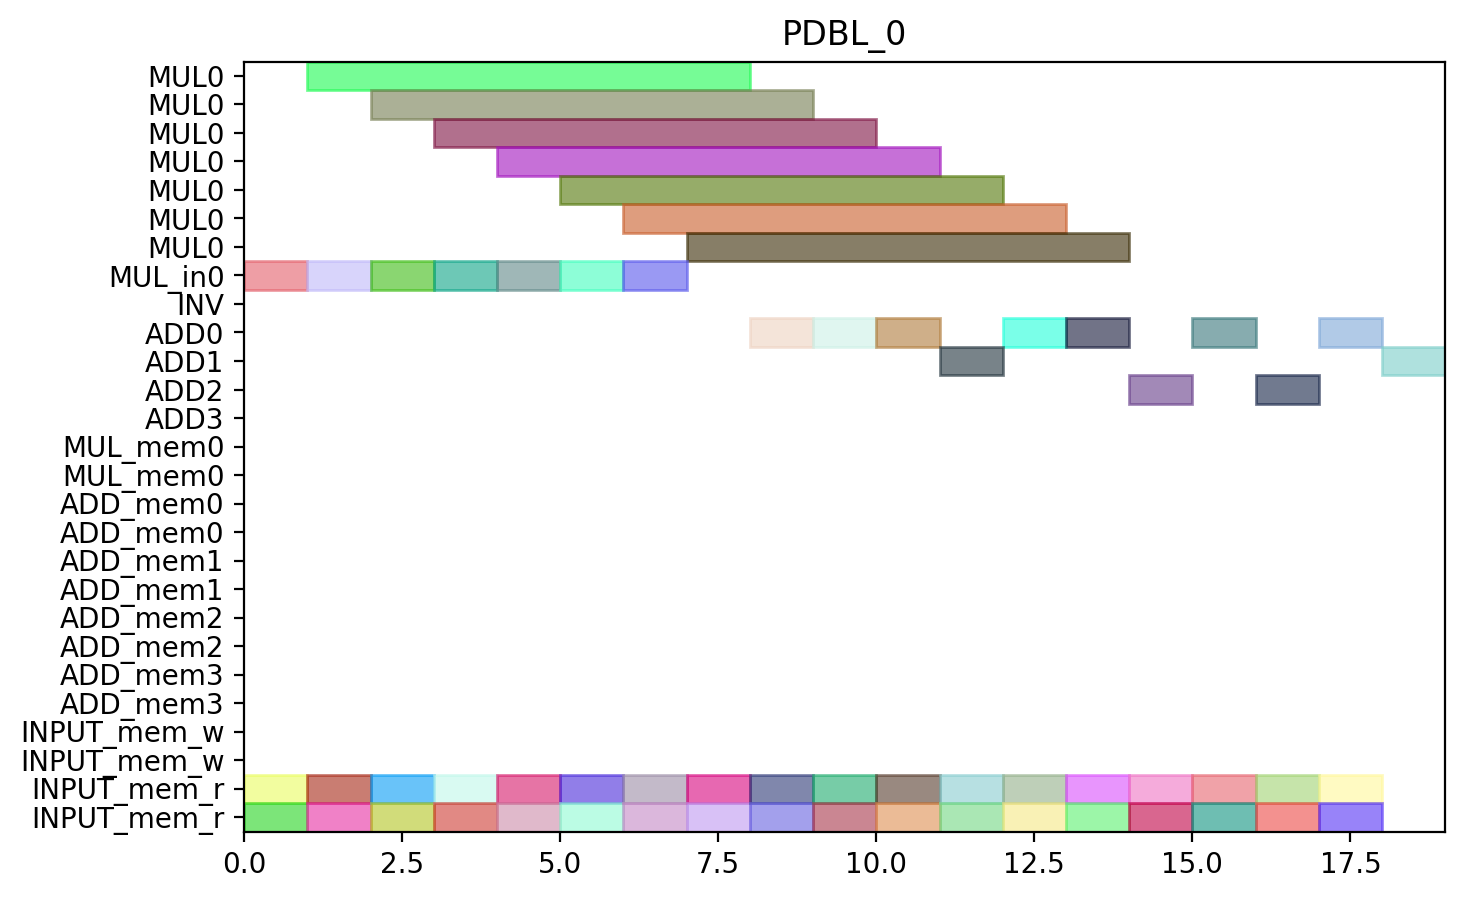 PDBL_0
MUL0
MUL0
MUL0
MUL0
MUL0
MUL0
MUL0
MUL_in0
INV
ADD0
ADD1
ADD2
ADD3
MUL_mem0
MUL_mem0
ADD_mem0
ADD_mem0
ADD_mem1
ADD_mem1
ADD_mem2
ADD_mem2
ADD_mem3
ADD_mem3
INPUT_mem_w
INPUT_mem_w
INPUT_mem_r
INPUT_mem_r
0.0 2.5 5.0 7.5 10.0 12.5 15.0 17.5